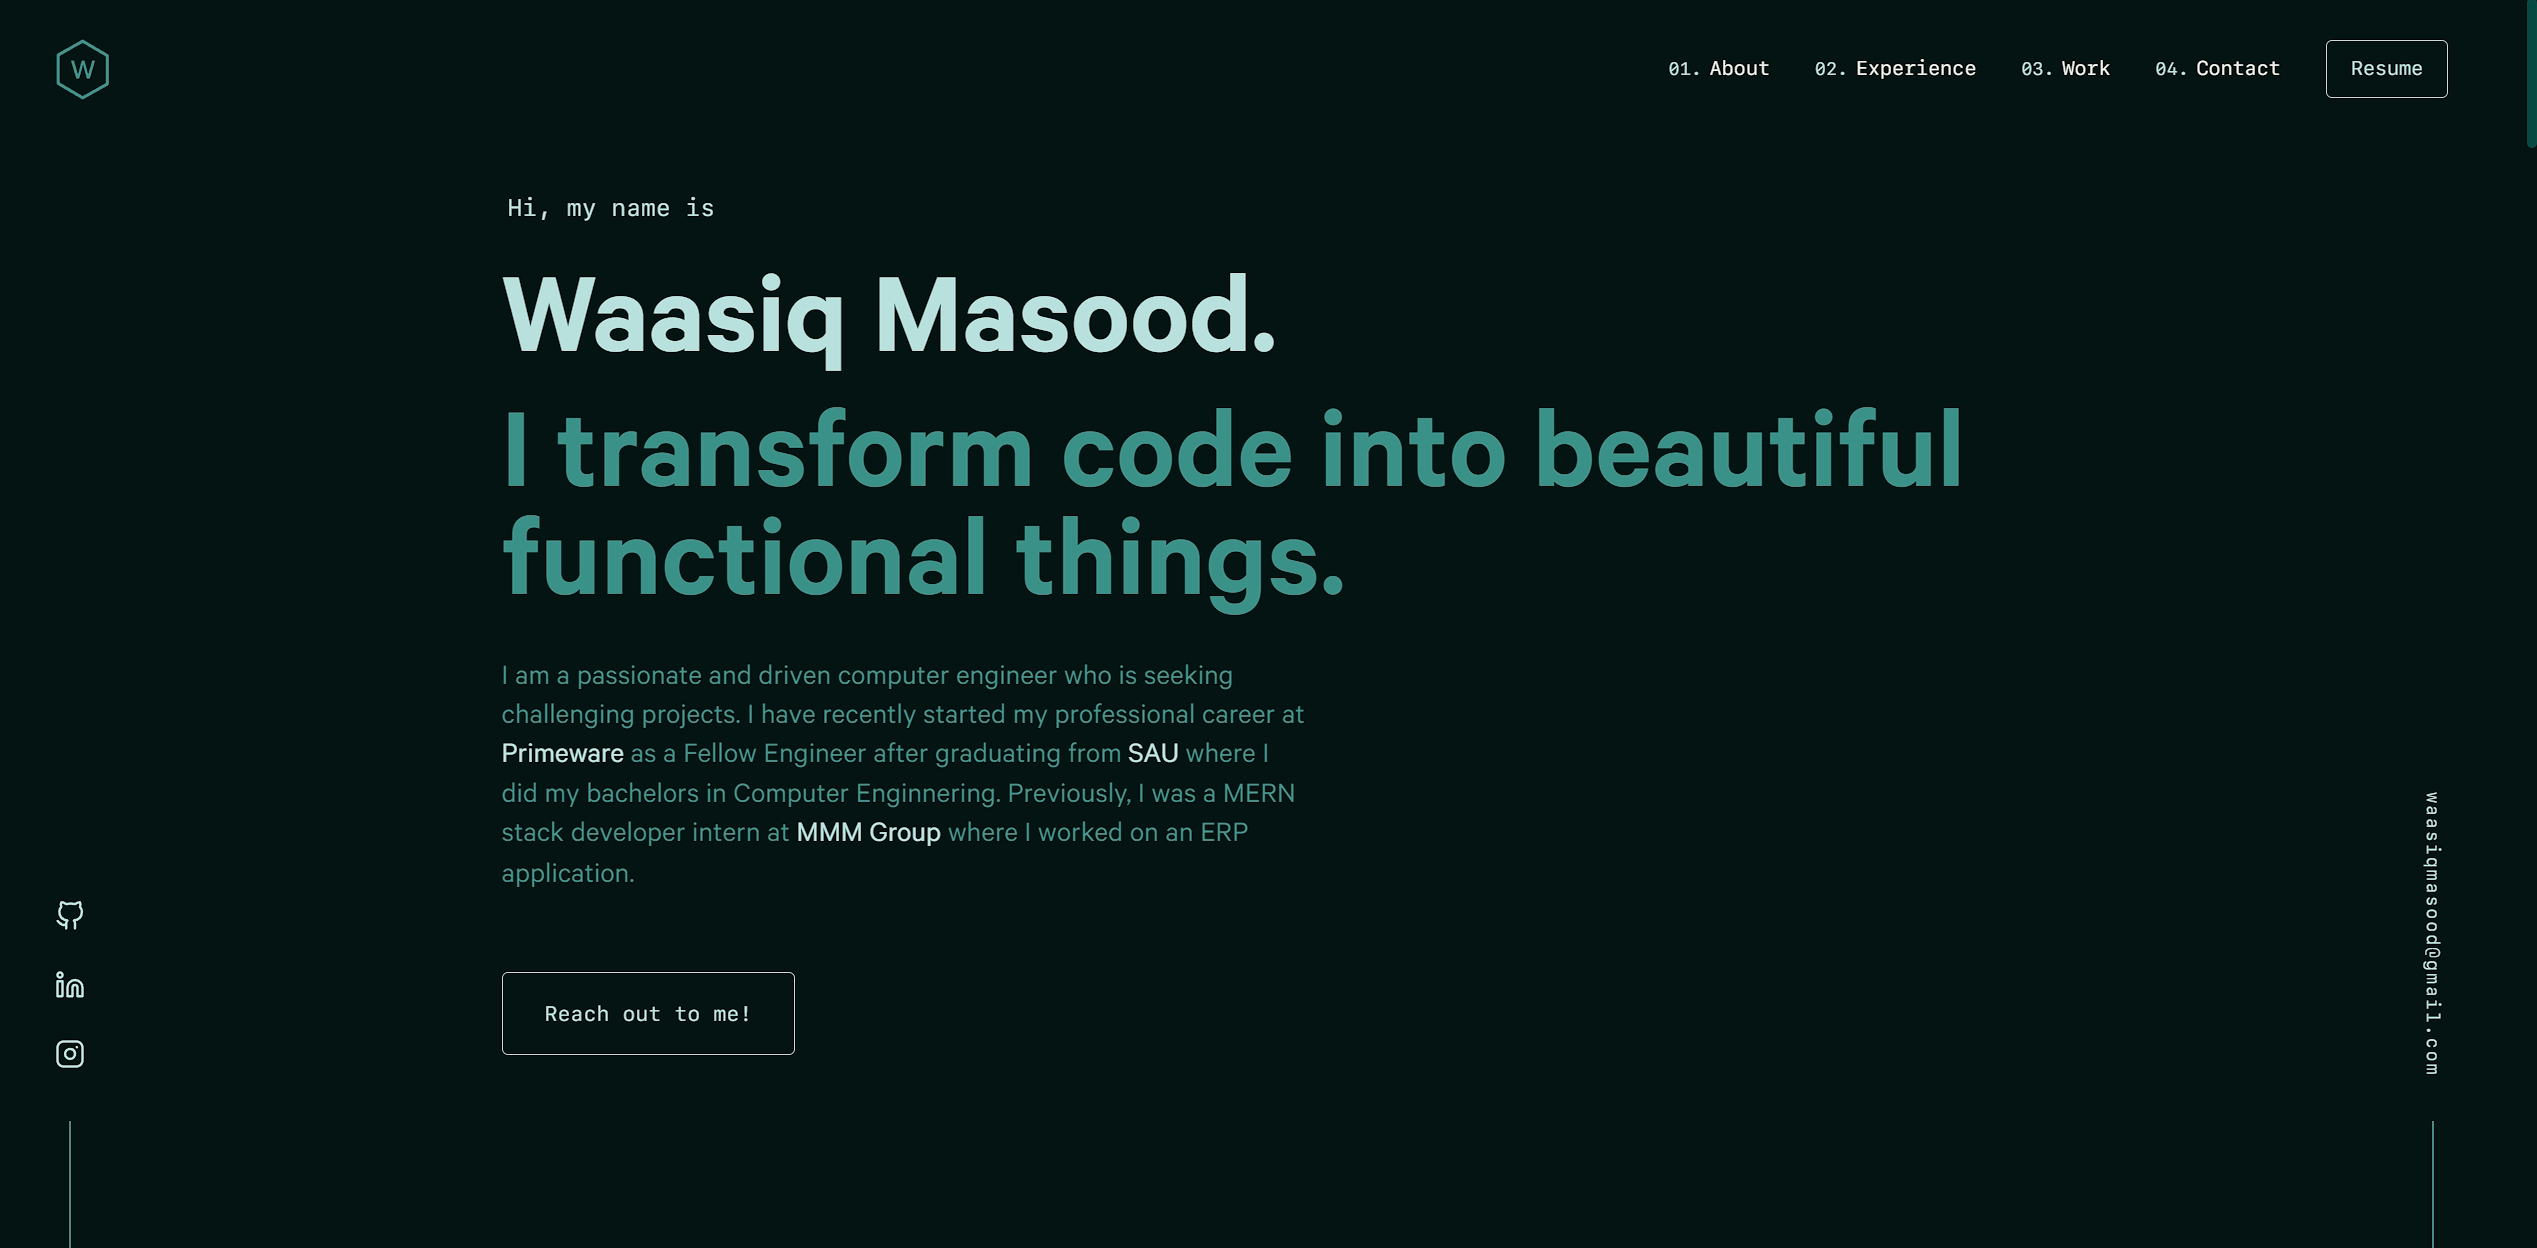 W
01. About
02. Experience
03. Work
04. Contact
Resume
Hi, my name is
Waasiq Masood.
I transform code into beautiful
functional things.
I am a passionate and driven computer engineer who is seeking
challenging projects. I have recently started my professional career at
Primeware as a Fellow Engineer after graduating from SAU where I
did my bachelors in Computer Enginnering. Previously, I was a MERN
stack developer intern at MMM Group where I worked on an ERP
application.
Reach out to me!
waasiqmasood@gmail.com